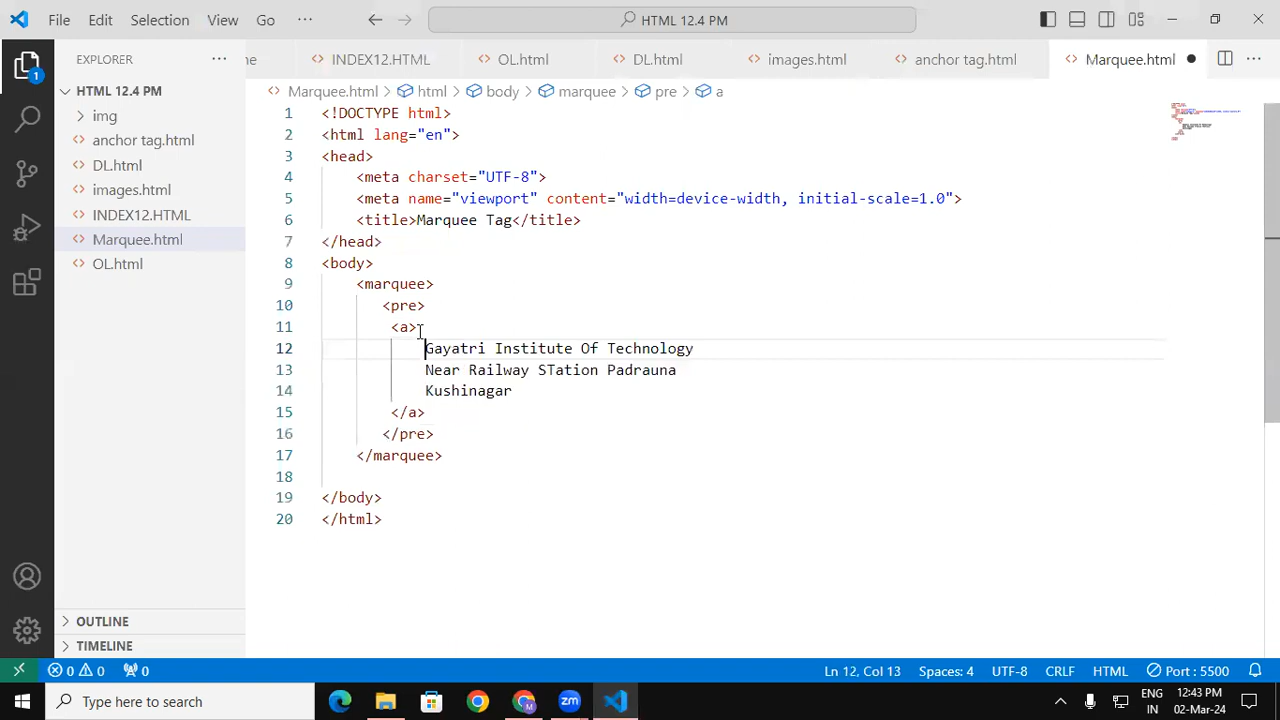 File Edit Selection View Go ··· HTML 12.4 PM
EXPLORER ··· ne INDEX12.HTML OL.html DL.html images.html anchor tag.html Marquee.html ● ···
HTML 12.4 PM
img
anchor tag.html
DL.html
images.html
INDEX12.HTML
Marquee.html
OL.html
OUTLINE
TIMELINE
1
Marquee.html > html > body > marquee > pre > a
1 <!DOCTYPE html>
2 <html lang="en">
3 <head>
4 <meta charset="UTF-8">
5 <meta name="viewport" content="width=device-width, initial-scale=1.0">
6 <title>Marquee Tag</title>
7 </head>
8 <body>
9 <marquee>
10 <pre>
11 <a>
12 Gayatri Institute Of Technology
13 Near Railway STation Padrauna
14 Kushinagar
15 </a>
16 </pre>
17 </marquee>
18
19 </body>
20 </html>
0 0 0 Ln 12, Col 13 Spaces: 4 UTF-8 CRLF HTML Port : 5500
Type here to search zm M ENG 12:43 PM
IN 02-Mar-24